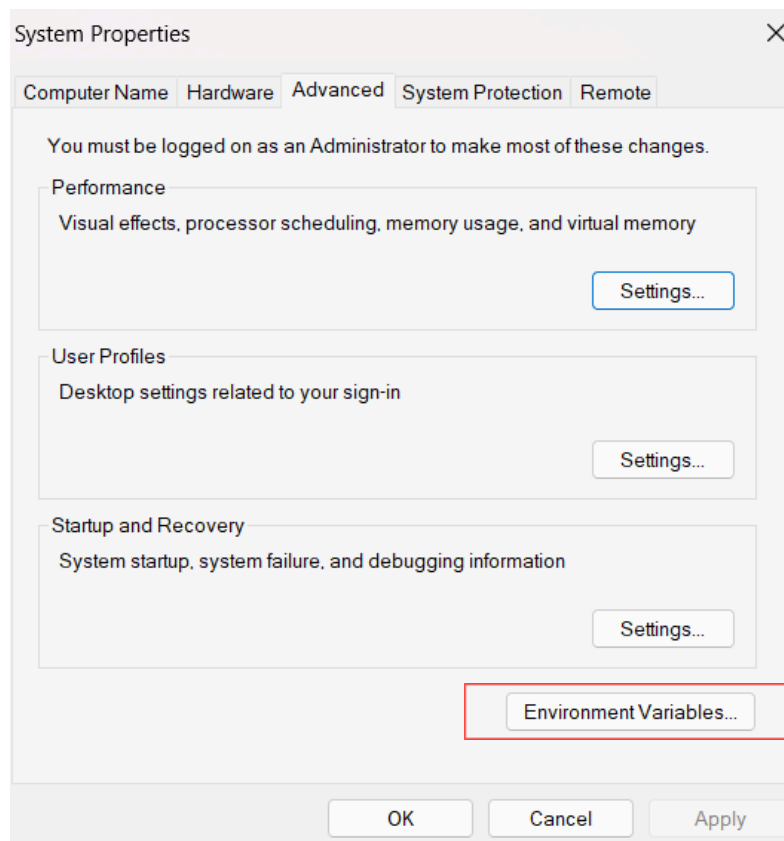 System Properties
Computer Name Hardware Advanced System Protection Remote
You must be logged on as an Administrator to make most of these changes.
Performance
Visual effects, processor scheduling, memory usage, and virtual memory
Settings...
User Profiles
Desktop settings related to your sign-in
Settings...
Startup and Recovery
System startup, system failure, and debugging information
Settings...
Environment Variables...
OK Cancel Apply